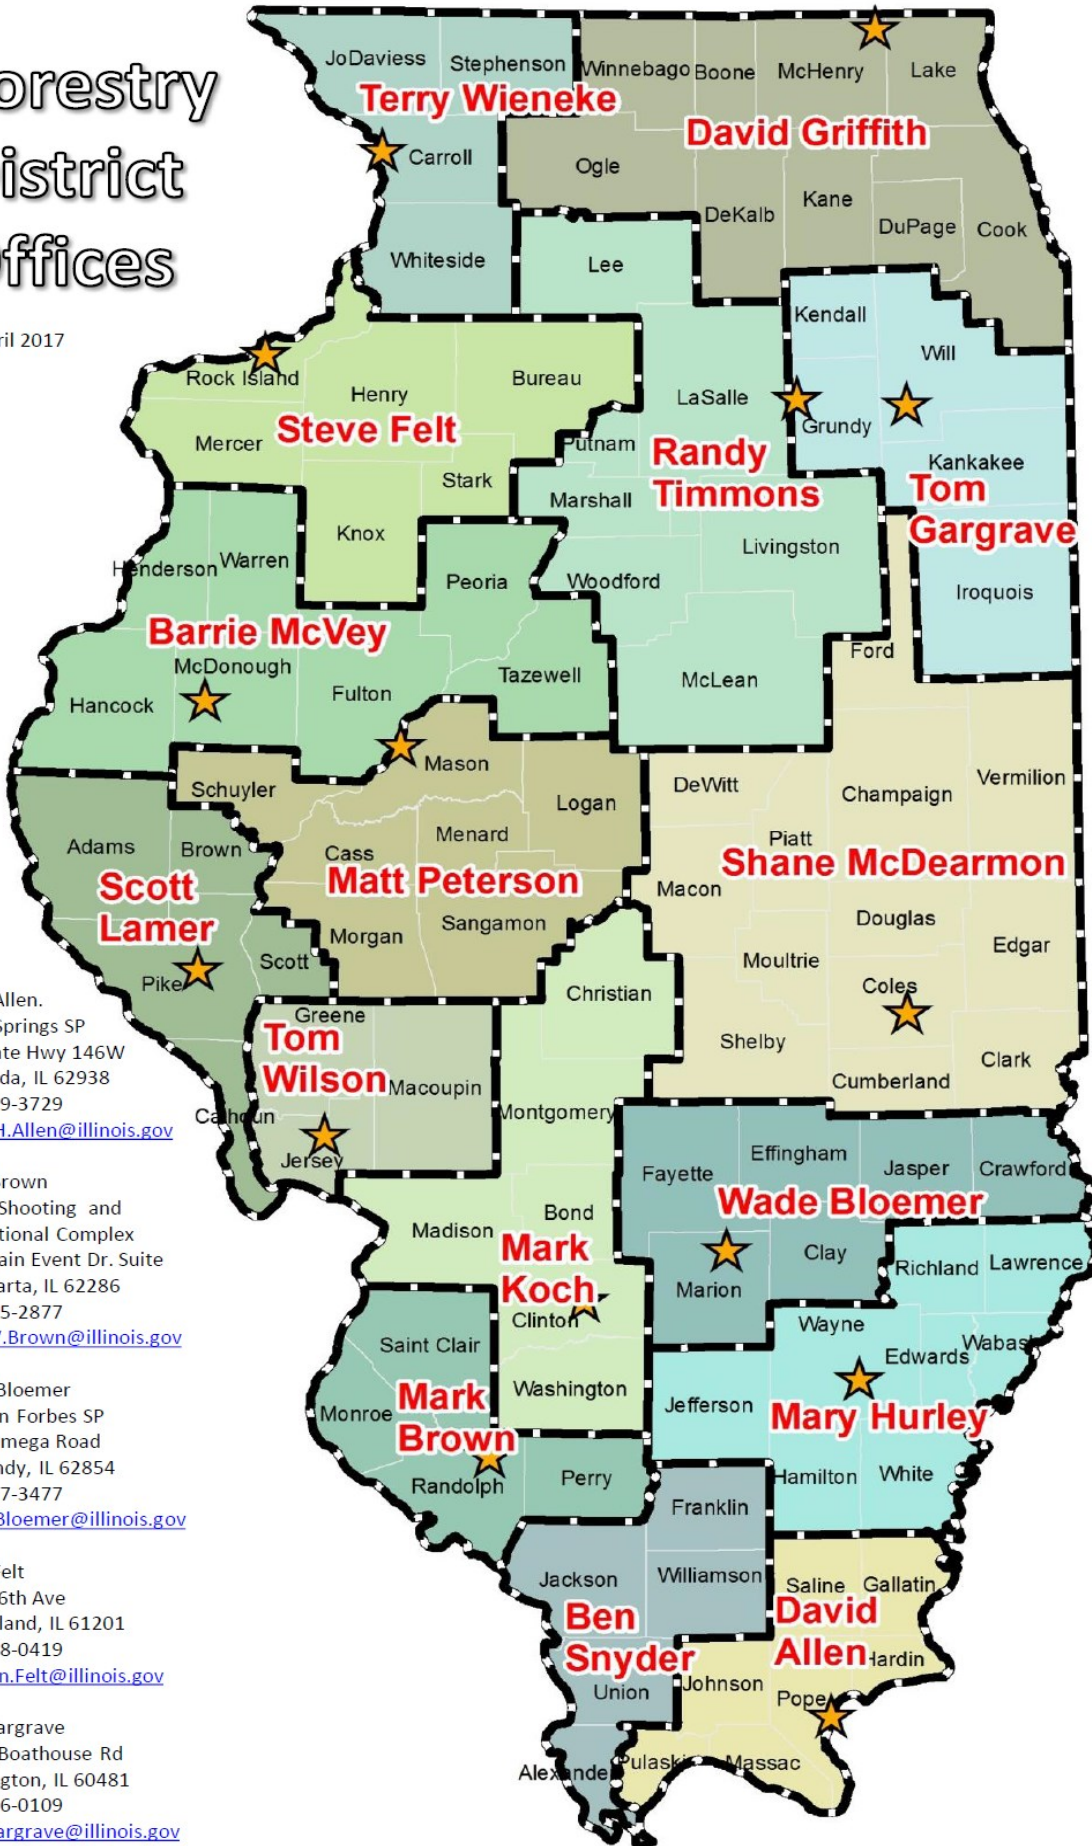 orestry
istrict
ffices
ril 2017
JoDaviess
Stephenson
Winnebago
Boone
McHenry
Lake
Terry Wieneke
David Griffith
Carroll
Ogle
DeKalb
Kane
DuPage
Cook
Whiteside
Lee
Kendall
Will
Rock Island
Henry
Bureau
LaSalle
Grundy
Mercer
Steve Felt
Putnam
Randy
Timmons
Kankakee
Tom
Gargrave
Stark
Marshall
Knox
Livingston
Henderson
Warren
Peoria
Woodford
Iroquois
Barrie McVey
McDonough
Ford
Hancock
Fulton
Tazewell
McLean
Mason
Schuyler
Logan
DeWitt
Champaign
Vermilion
Adams
Brown
Menard
Piatt
Cass
Scott
Lamer
Matt Peterson
Shane McDearmon
Macon
Morgan
Sangamon
Douglas
Edgar
Scott
Moultrie
Pike
Christian
Coles
Greene
Tom
Wilson
Shelby
Clark
Macoupin
Cumberland
Calhoun
Montgomery
Jersey
Effingham
Fayette
Jasper
Crawford
Wade Bloemer
Bond
Madison
Mark
Koch
Clay
Richland
Lawrence
Marion
Clinton
Saint Clair
Wayne
Edwards
Wabash
Washington
Jefferson
Mary Hurley
Monroe
Mark
Brown
Randolph
Perry
Hamilton
White
Franklin
Jackson
Williamson
Saline
Gallatin
Ben
Snyder
David
Allen
Hardin
Union
Johnson
Pope
Alexander
Pulaski
Massac
Allen.
Springs SP
te Hwy 146W
da, IL 62938
9-3729
H.Allen@illinois.gov
Brown
Shooting and
tional Complex
ain Event Dr. Suite
arta, IL 62286
5-2877
.Brown@illinois.gov
Bloemer
n Forbes SP
mega Road
ndy, IL 62854
7-3477
Bloemer@illinois.gov
elt
6th Ave
land, IL 61201
8-0419
n.Felt@illinois.gov
argrave
Boathouse Rd
gton, IL 60481
6-0109
argrave@illinois.gov